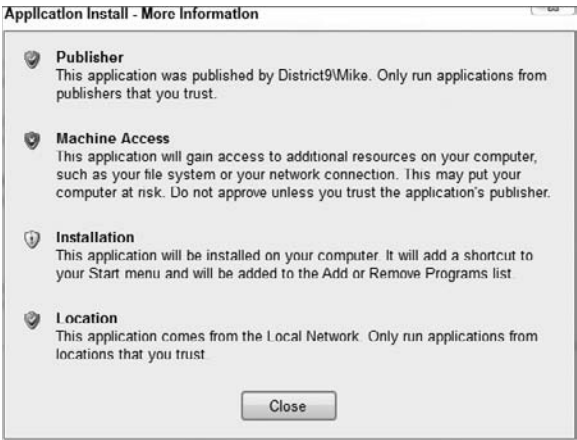 Application Install - More Information
Publisher
This application was published by District9\Mike. Only run applications from
publishers that you trust.
Machine Access
This application will gain access to additional resources on your computer,
such as your file system or your network connection. This may put your
computer at risk. Do not approve unless you trust the application's publisher.
Installation
This application will be installed on your computer. It will add a shortcut to
your Start menu and will be added to the Add or Remove Programs list.
Location
This application comes from the Local Network. Only run applications from
locations that you trust.
Close